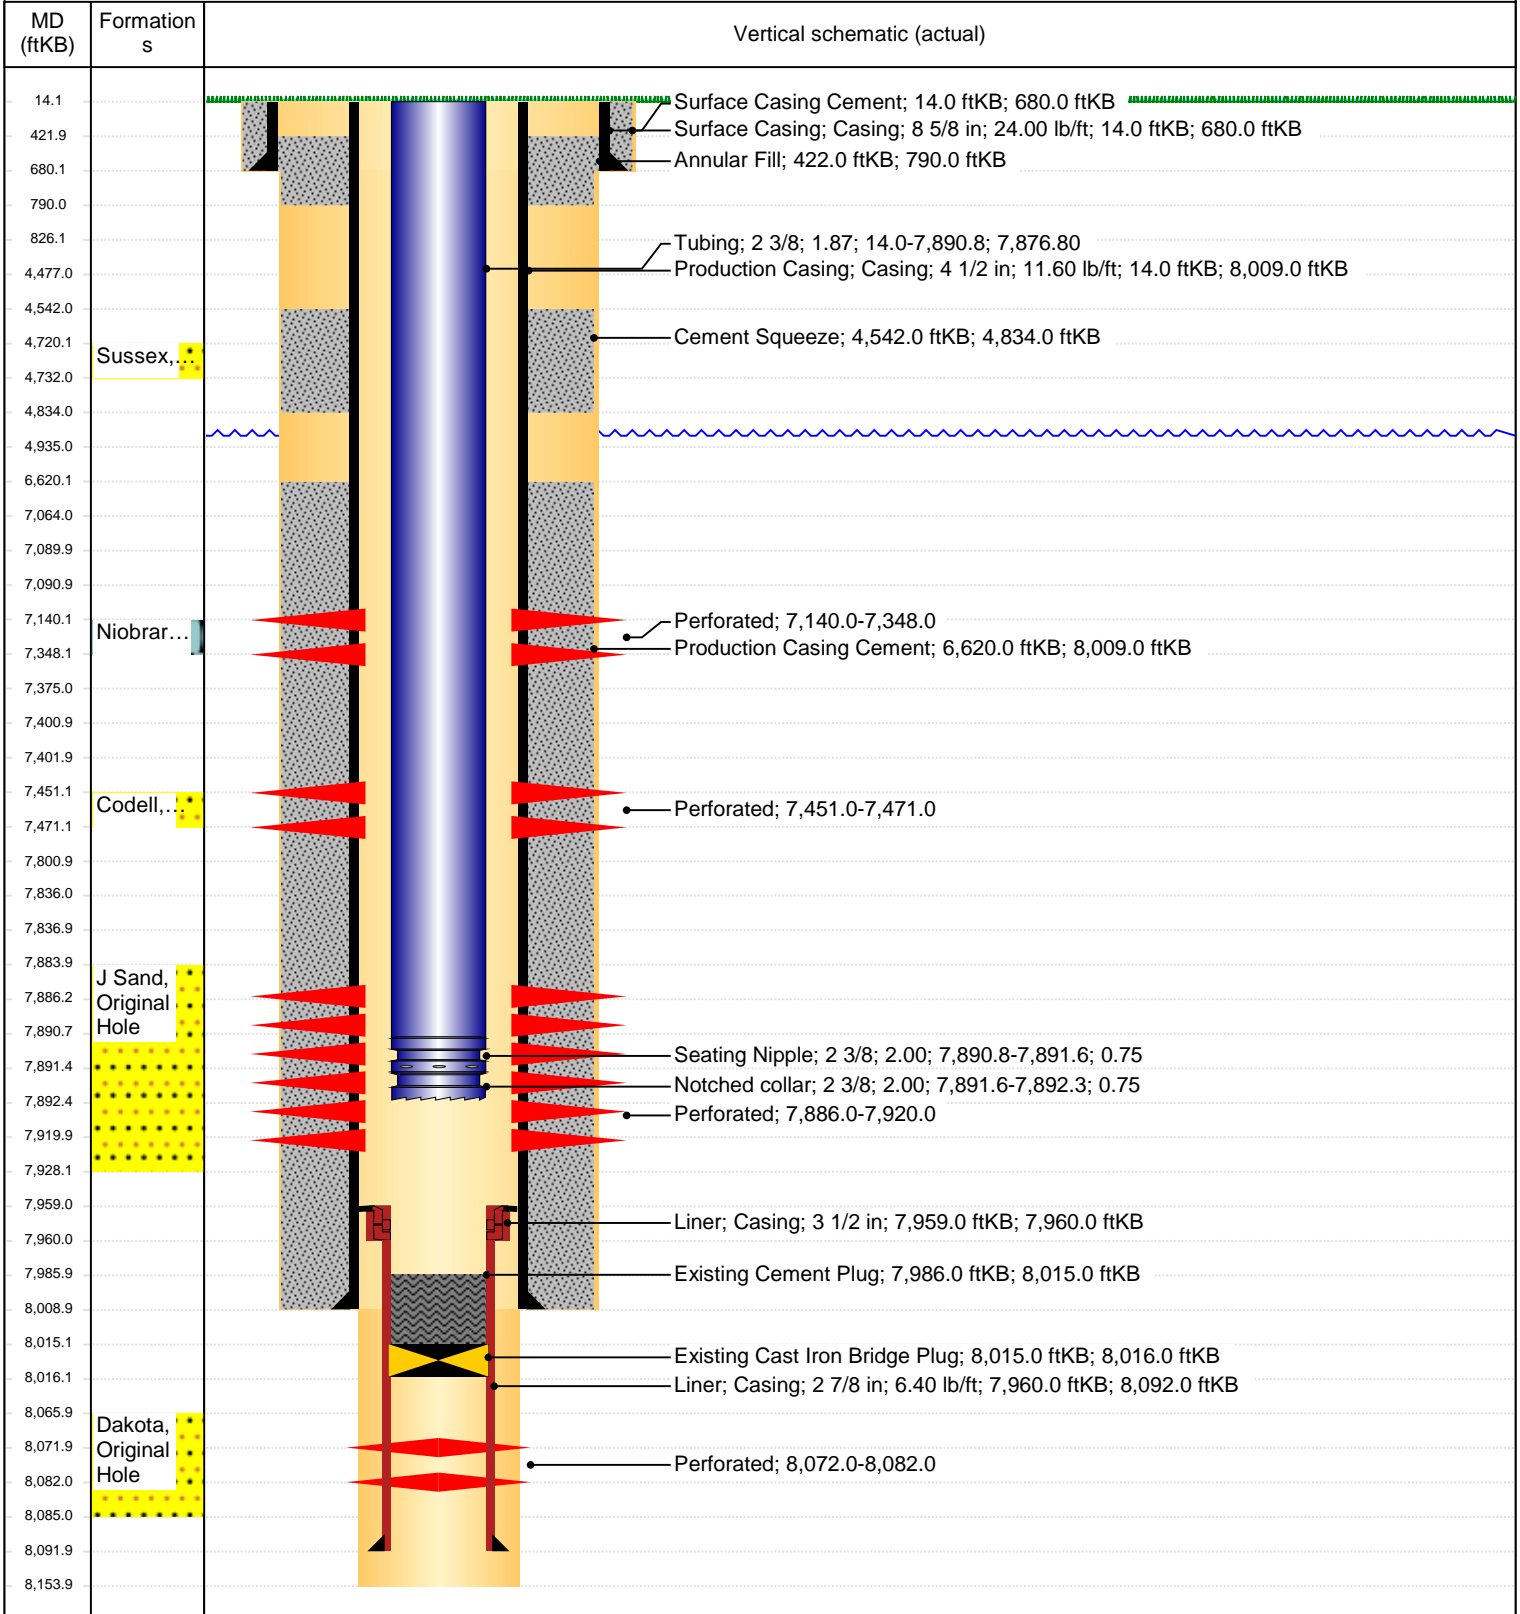 MD
(ftKB)
Formation
s
Vertical schematic (actual)
14.1
421.9
680.1
790.0
826.1
4,477.0
4,542.0
4,720.1
4,732.0
4,834.0
4,935.0
6,620.1
7,064.0
7,089.9
7,090.9
7,140.1
7,348.1
7,375.0
7,400.9
7,401.9
7,451.1
7,471.1
7,800.9
7,836.0
7,836.9
7,883.9
7,886.2
7,890.7
7,891.4
7,892.4
7,919.9
7,928.1
7,959.0
7,960.0
7,985.9
8,008.9
8,015.1
8,016.1
8,065.9
8,071.9
8,082.0
8,085.0
8,091.9
8,153.9
Sussex,...
Niobrar...
Codell,...
J Sand,
Original
Hole
Dakota,
Original
Hole
Surface Casing Cement; 14.0 ftKB; 680.0 ftKB
Surface Casing; Casing; 8 5/8 in; 24.00 lb/ft; 14.0 ftKB; 680.0 ftKB
Annular Fill; 422.0 ftKB; 790.0 ftKB
Tubing; 2 3/8; 1.87; 14.0-7,890.8; 7,876.80
Production Casing; Casing; 4 1/2 in; 11.60 lb/ft; 14.0 ftKB; 8,009.0 ftKB
Cement Squeeze; 4,542.0 ftKB; 4,834.0 ftKB
Perforated; 7,140.0-7,348.0
Production Casing Cement; 6,620.0 ftKB; 8,009.0 ftKB
Perforated; 7,451.0-7,471.0
Seating Nipple; 2 3/8; 2.00; 7,890.8-7,891.6; 0.75
Notched collar; 2 3/8; 2.00; 7,891.6-7,892.3; 0.75
Perforated; 7,886.0-7,920.0
Liner; Casing; 3 1/2 in; 7,959.0 ftKB; 7,960.0 ftKB
Existing Cement Plug; 7,986.0 ftKB; 8,015.0 ftKB
Existing Cast Iron Bridge Plug; 8,015.0 ftKB; 8,016.0 ftKB
Liner; Casing; 2 7/8 in; 6.40 lb/ft; 7,960.0 ftKB; 8,092.0 ftKB
Perforated; 8,072.0-8,082.0